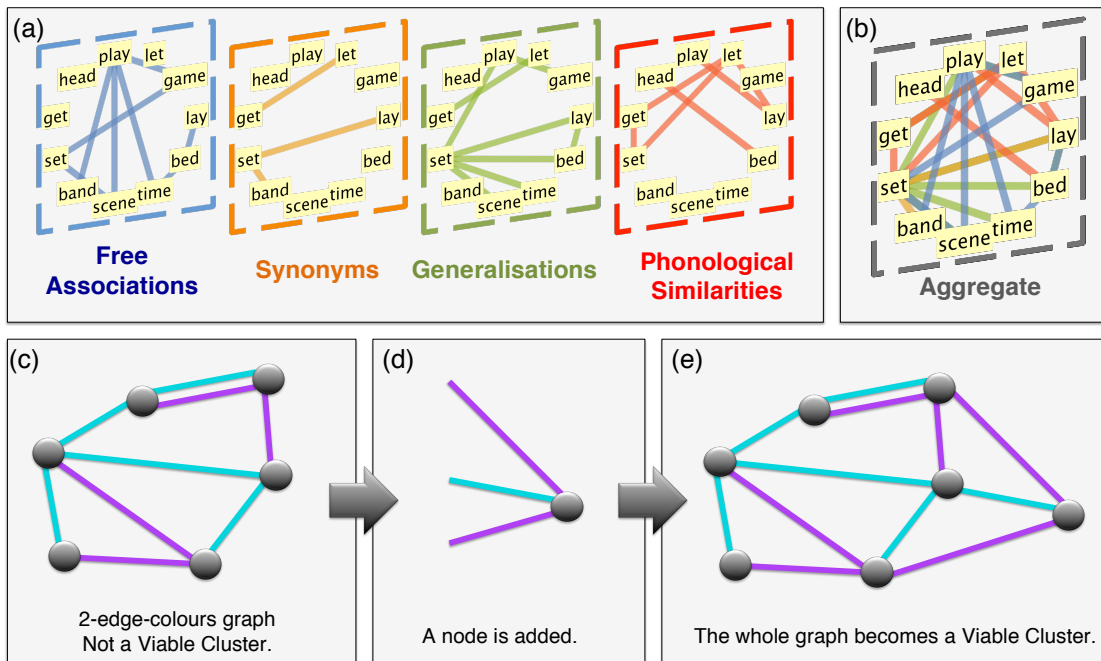 (a)
play
let
head
game
get
lay
set
bed
band
time
scene
Free
Associations
play
let
head
game
get
lay
set
bed
band
time
scene
Synonyms
play
let
head
game
get
lay
set
bed
band
time
scene
Generalisations
play
let
head
game
get
lay
set
bed
band
time
scene
Phonological
Similarities
(b)
play
let
head
game
get
lay
set
bed
band
time
scene
Aggregate
(c)
2-edge-colours graph
Not a Viable Cluster.
(d)
A node is added.
(e)
The whole graph becomes a Viable Cluster.